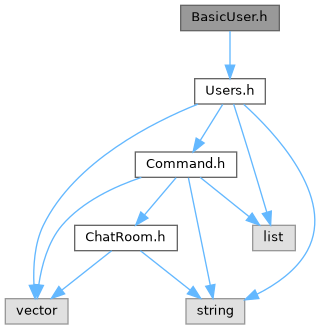 BasicUser.h
Users.h
Command.h
ChatRoom.h
list
vector
string